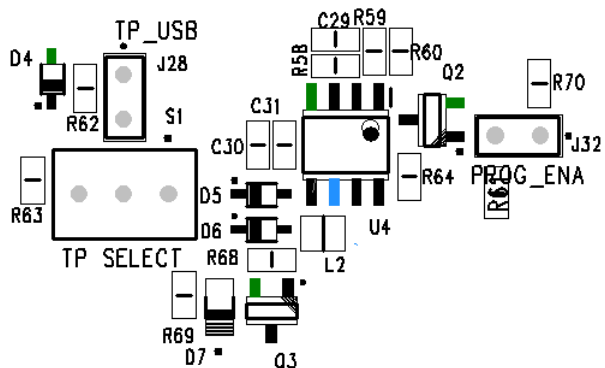 C29
R59
TP_USB
D4
J28
R58
R60
Q2
R70
R62
S1
C31
C30
J32
R64
PROG_ENA
R63
D5
R61
D6
U4
TP SELECT
R68
L2
R69
D7
Q3